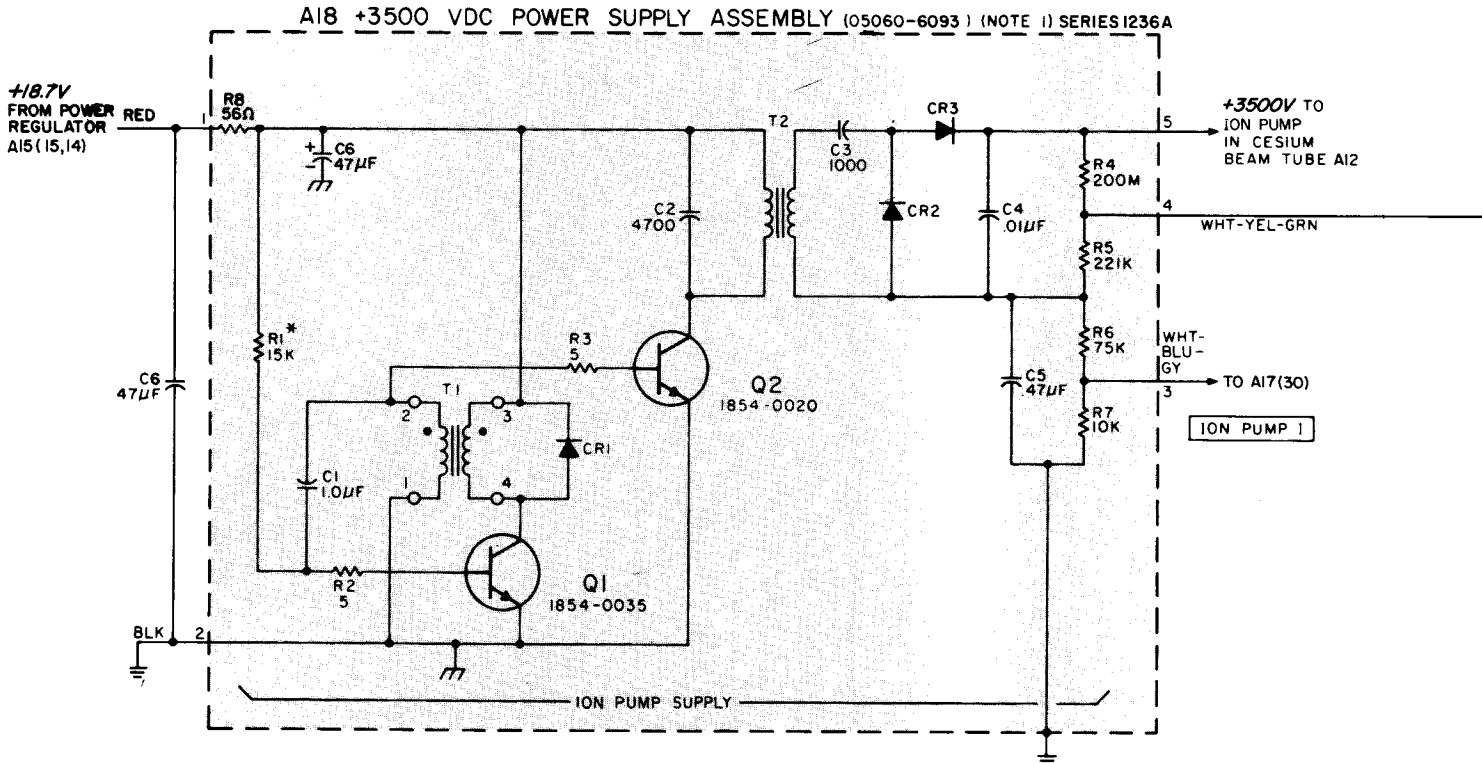 A18 +3500 VDC POWER SUPPLY ASSEMBLY (05060-6093) (NOTE 1) SERIES 1236A
+18.7V
FROM POWER RED
REGULATOR
A15(15,14)
1
R8
56Ω
+
-
C6
47µF
T2
C3
1000
CR3
5
+3500V TO
ION PUMP
IN CESIUM
BEAM TUBE A12
R4
200M
C2
4700
CR2
C4
.01µF
4
WHT-YEL-GRN
R5
221K
R1*
15K
R3
5
R6
75K
WHT-
BLU-
GY
C6
47µF
T1
2
3
Q2
1854-0020
C5
.47µF
TO A17(30)
3
R7
10K
ION PUMP 1
CR1
C1
1.0µF
1
4
R2
5
Q1
1854-0035
BLK 2
ION PUMP SUPPLY